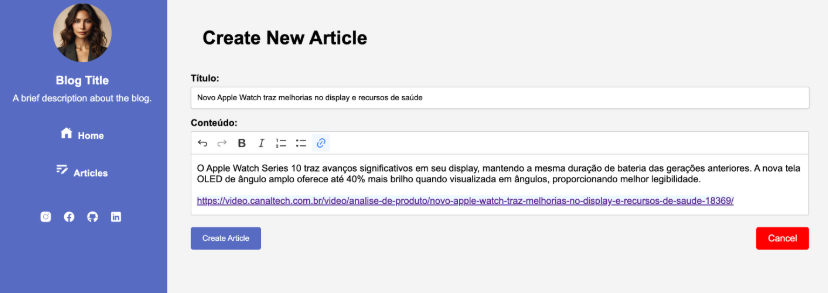 Blog Title
A brief description about the blog.
Home
Articles
Create New Article
Título:
Novo Apple Watch traz melhorias no display e recursos de saúde
Conteúdo:
B I
O Apple Watch Series 10 traz avanços significativos em seu display, mantendo a mesma duração de bateria das gerações anteriores. A nova tela
OLED de ângulo amplo oferece até 40% mais brilho quando visualizada em ângulos, proporcionando melhor legibilidade.
https://video.canaltech.com.br/video/analise-de-produto/novo-apple-watch-traz-melhorias-no-display-e-recursos-de-saude-18369/
Create Article
Cancel